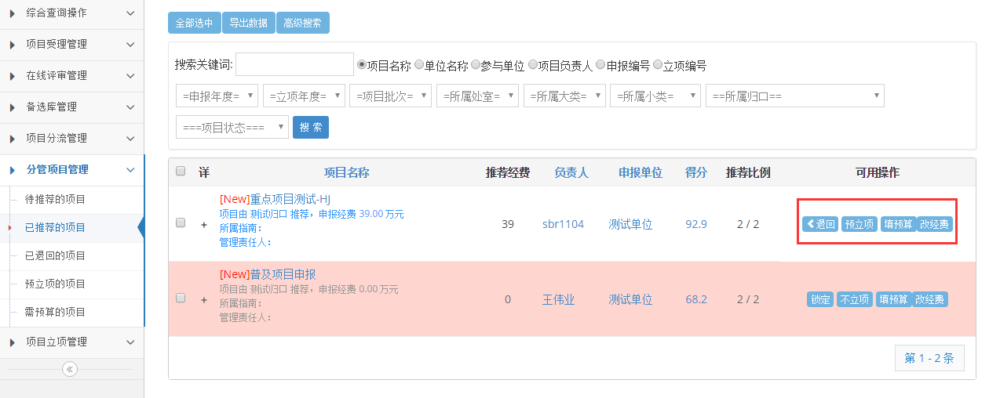 综合查询操作
项目受理管理
在线评审管理
备选库管理
项目分流管理
分管项目管理
待推荐的项目
已推荐的项目
已退回的项目
预立项的项目
需预算的项目
项目立项管理
全部选中 导出数据 高级搜索
搜索关键词: 项目名称 单位名称 参与单位 项目负责人 申报编号 立项编号
=申报年度= =立项年度= =项目批次= =所属处室= =所属大类= =所属小类= ==所属归口==
===项目状态=== 搜 索
详 项目名称 推荐经费 负责人 申报单位 得分 推荐比例 可用操作
[New]重点项目测试-HJ
项目由 测试归口 推荐，申报经费 39.00 万元
所属指南：
管理责任人：
+ 39 sbr1104 测试单位 92.9 2 / 2 退回 预立项 填预算 改经费
[New]普及项目申报
项目由 测试归口 推荐，申报经费 0.00 万元
所属指南：
管理责任人：
+ 0 王伟业 测试单位 68.2 2 / 2 锁定 不立项 填预算 改经费
第 1 - 2 条